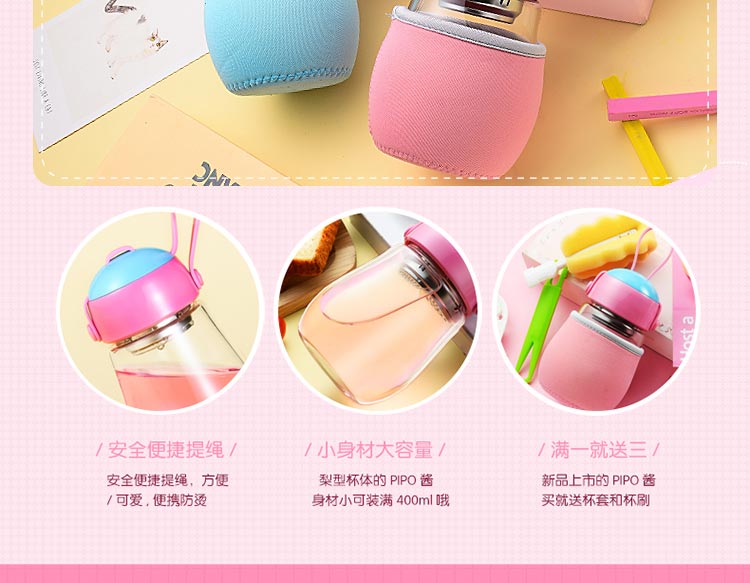 / 安全便捷提绳 /
安全便捷提绳，方便
/ 可爱 , 便携防烫
/ 小身材大容量 /
梨型杯体的 PIPO 酱
身材小可装满 400ml 哦
/ 满一就送三 /
新品上市的 PIPO 酱
买就送杯套和杯刷
Host a